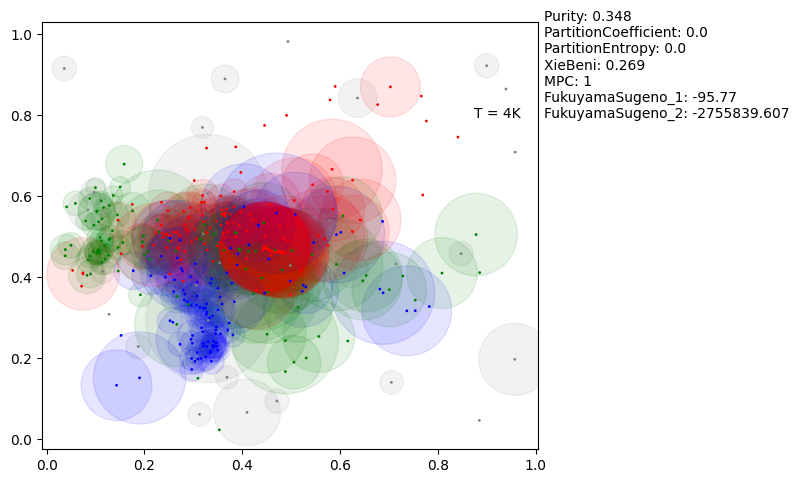 Purity: 0.348
PartitionCoefficient: 0.0
PartitionEntropy: 0.0
XieBeni: 0.269
MPC: 1
FukuyamaSugeno_1: -95.77
FukuyamaSugeno_2: -2755839.607
T = 4K
1.0
0.8
0.6
0.4
0.2
0.0
0.0 0.2 0.4 0.6 0.8 1.0